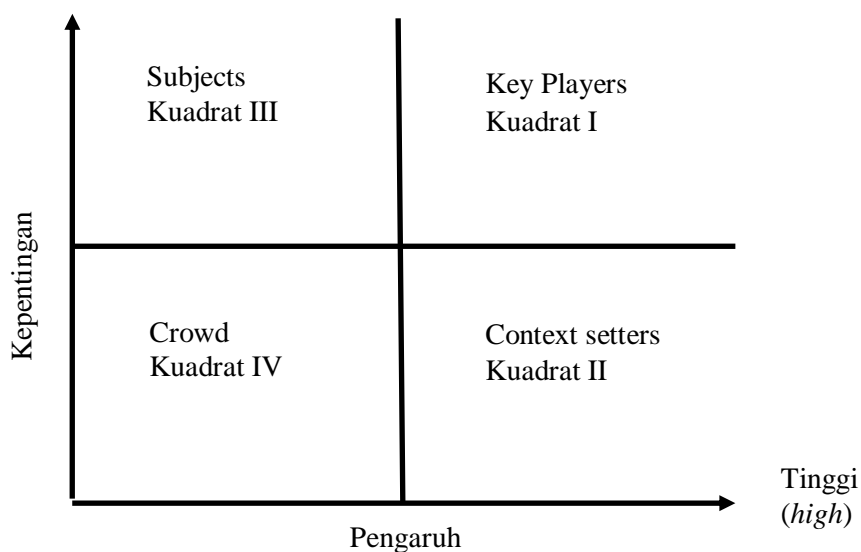 Subjects
Kuadrat III
Key Players
Kuadrat I
Kepentingan
Crowd
Kuadrat IV
Context setters
Kuadrat II
Tinggi
(high)
Pengaruh